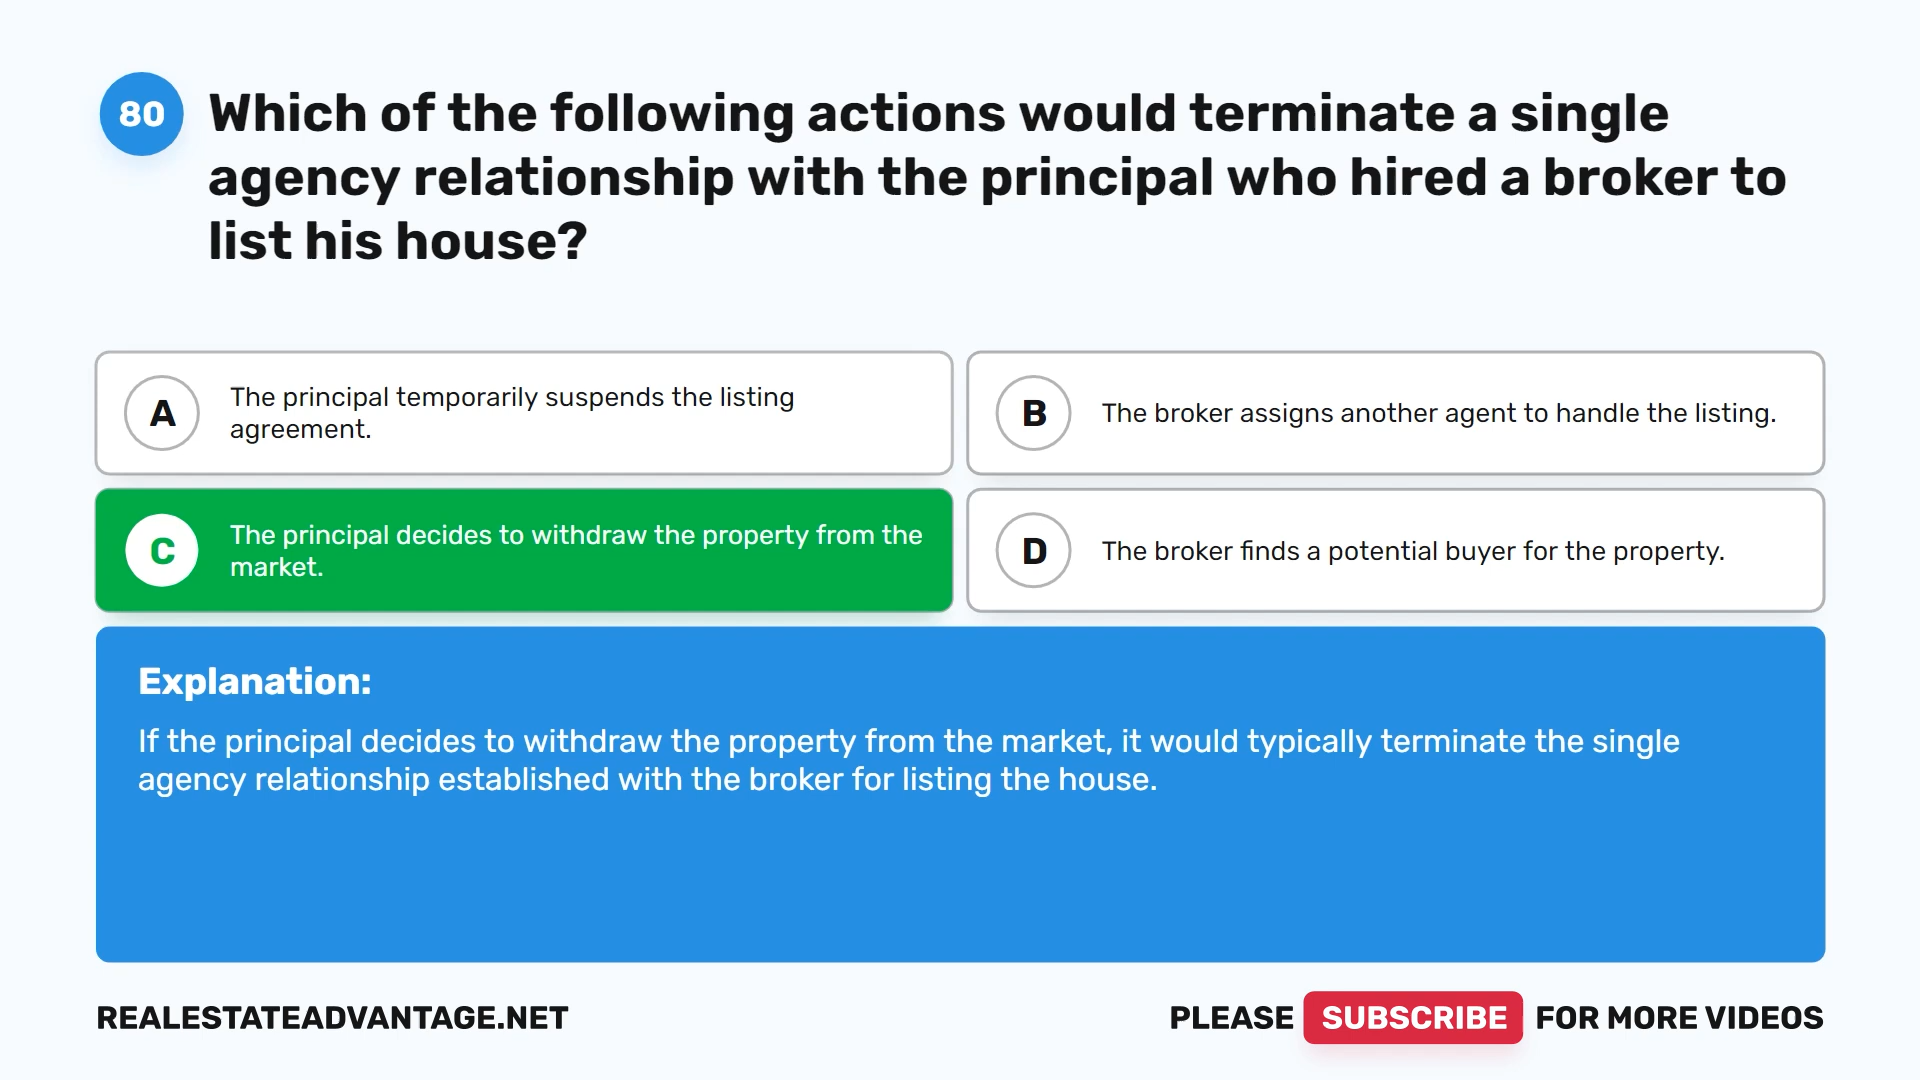 80
Which of the following actions would terminate a single
agency relationship with the principal who hired a broker to
list his house?
A
The principal temporarily suspends the listing
agreement.
B
The broker assigns another agent to handle the listing.
C
The principal decides to withdraw the property from the
market.
D
The broker finds a potential buyer for the property.
Explanation:
If the principal decides to withdraw the property from the market, it would typically terminate the single
agency relationship established with the broker for listing the house.
REALESTATEADVANTAGE.NET
PLEASE SUBSCRIBE FOR MORE VIDEOS